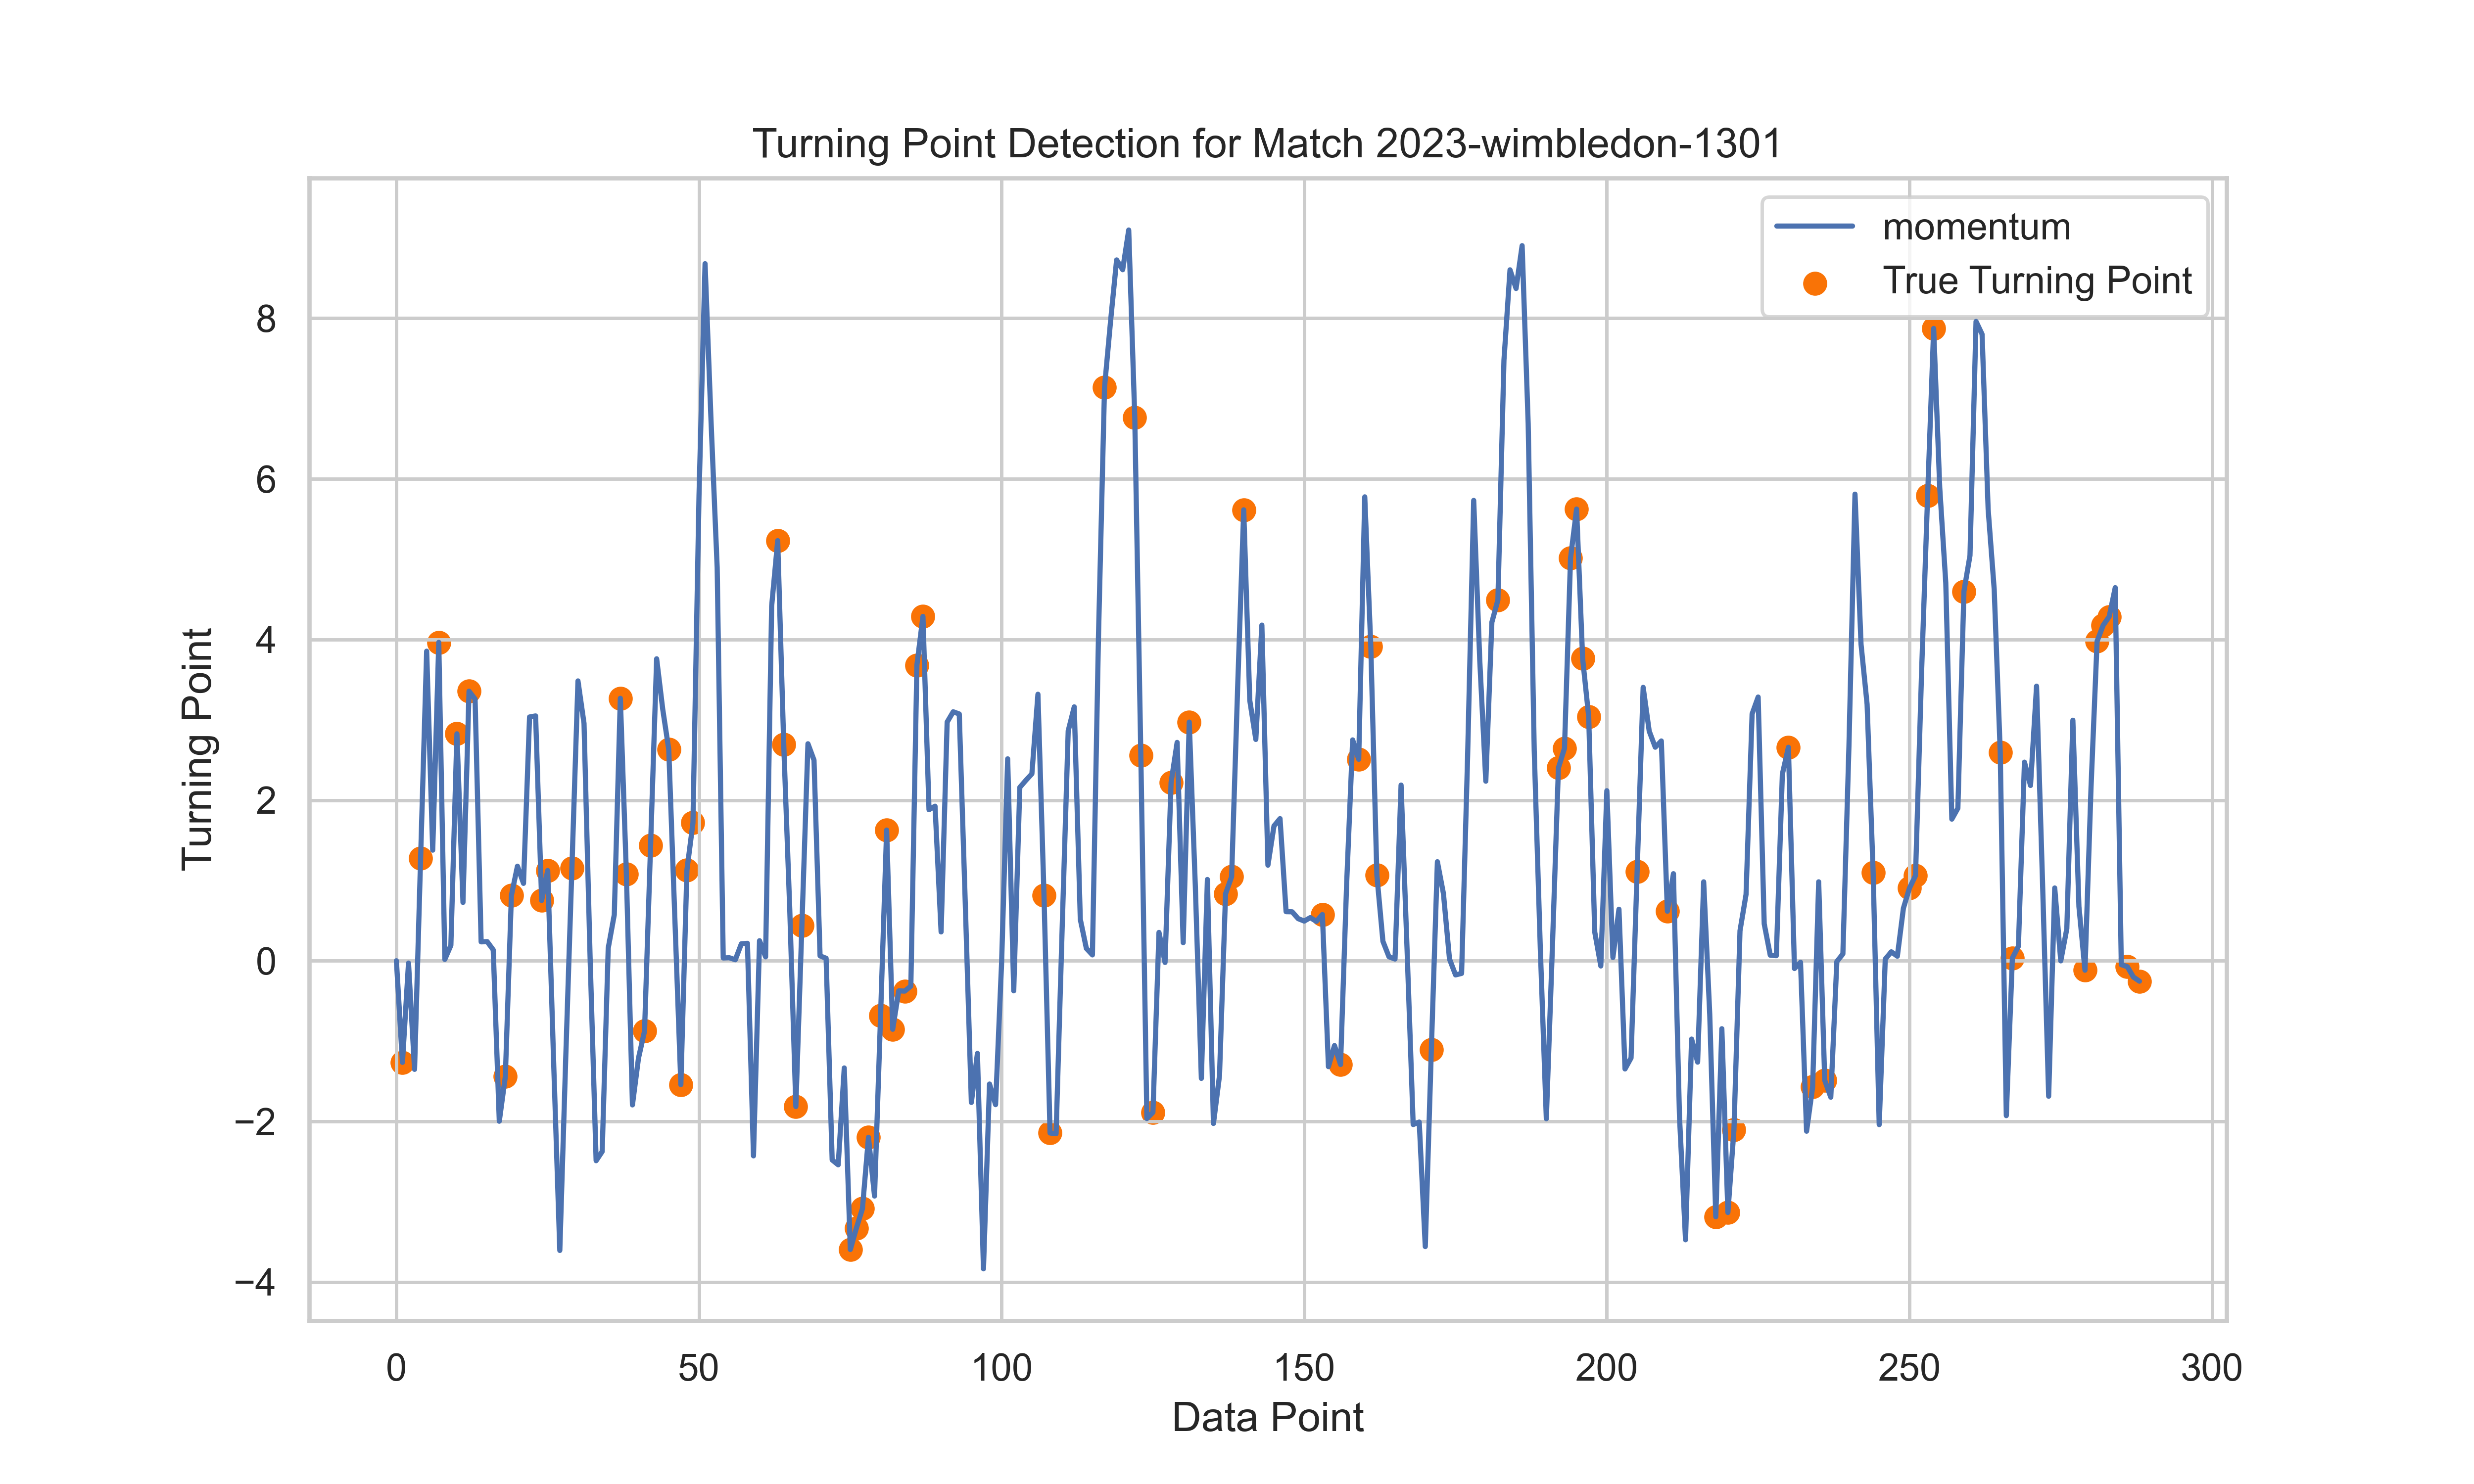 Turning Point Detection for Match 2023-wimbledon-1301
momentum
True Turning Point
Turning Point
8
6
4
2
0
−2
−4
0 50 100 150 200 250 300
Data Point